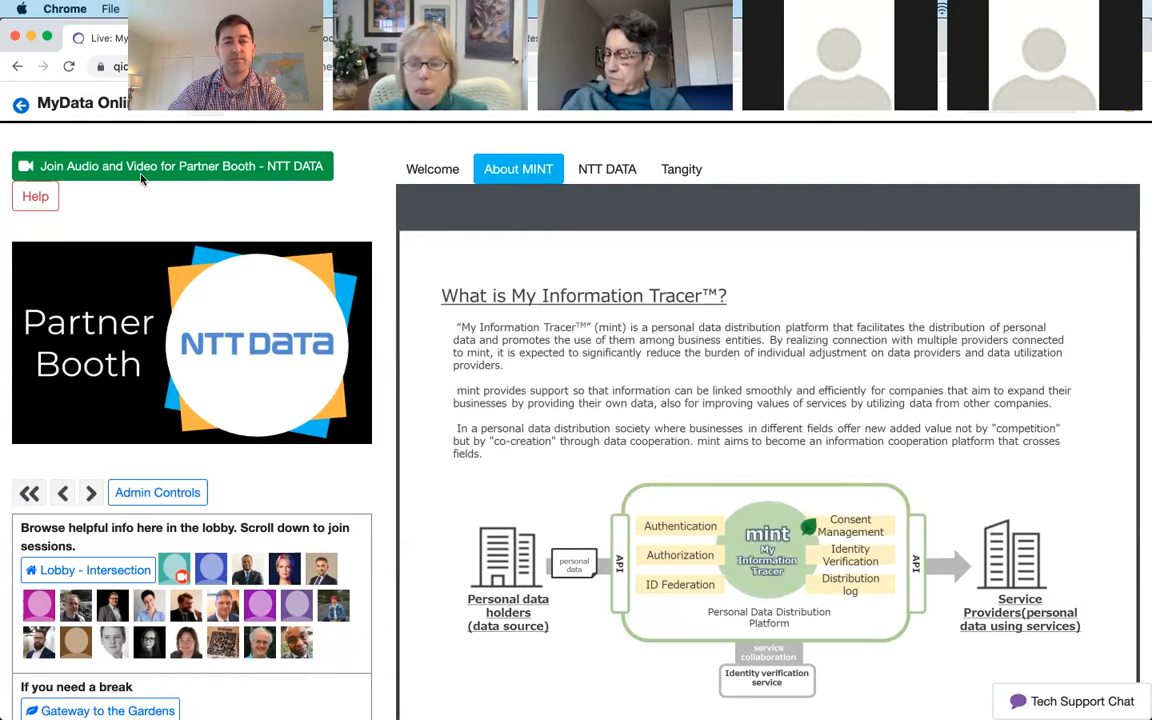 Chrome File
Live: My
MyData Onli
Join Audio and Video for Partner Booth - NTT DATA
Help
Welcome About MINT NTT DATA Tangity
Partner
Booth
NTT DATA
Admin Controls
Browse helpful info here in the lobby. Scroll down to join
sessions.
Lobby - Intersection
If you need a break
Gateway to the Gardens
What is My Information Tracer™?
“My Information Tracer™” (mint) is a personal data distribution platform that facilitates the distribution of personal
data and promotes the use of them among business entities. By realizing connection with multiple providers connected
to mint, it is expected to significantly reduce the burden of individual adjustment on data providers and data utilization
providers.
mint provides support so that information can be linked smoothly and efficiently for companies that aim to expand their
businesses by providing their own data, also for improving values of services by utilizing data from other companies.
In a personal data distribution society where businesses in different fields offer new added value not by "competition"
but by "co-creation" through data cooperation. mint aims to become an information cooperation platform that crosses
fields.
Personal data
holders
(data source)
personal
data
API
Authentication
Authorization
ID Federation
mint
My
Information
Tracer
Consent
Management
Identity
Verification
Distribution
log
Personal Data Distribution
Platform
API
service
collaboration
Identity verification
service
Service
Providers(personal
data using services)
Tech Support Chat